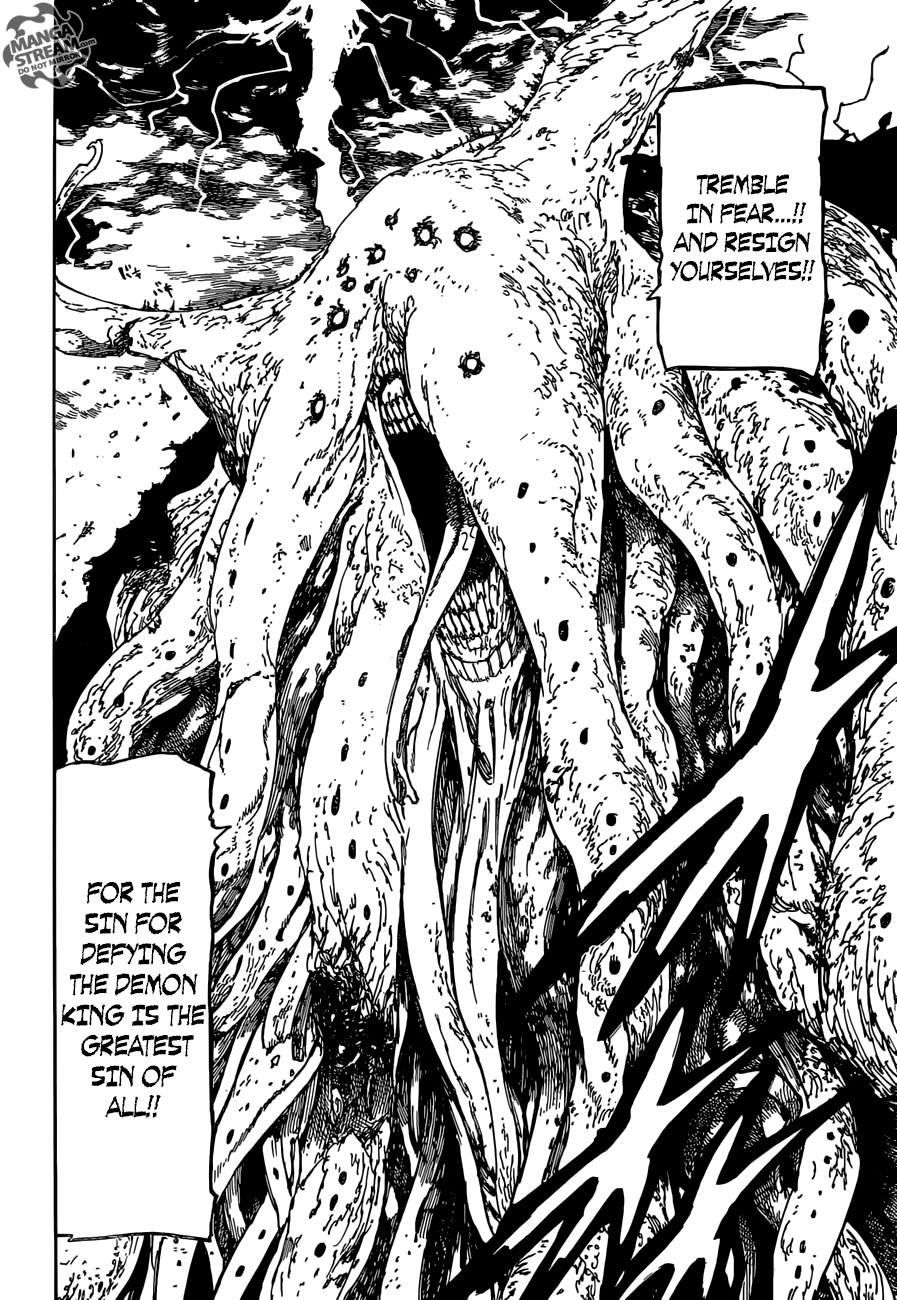 MANGA
STREAM.com
DO NOT MIRROR
TREMBLE
IN FEAR...!!
AND RESIGN
YOURSELVES!!
FOR THE
SIN FOR
DEFYING
THE DEMON
KING IS THE
GREATEST
SIN OF
ALL!!